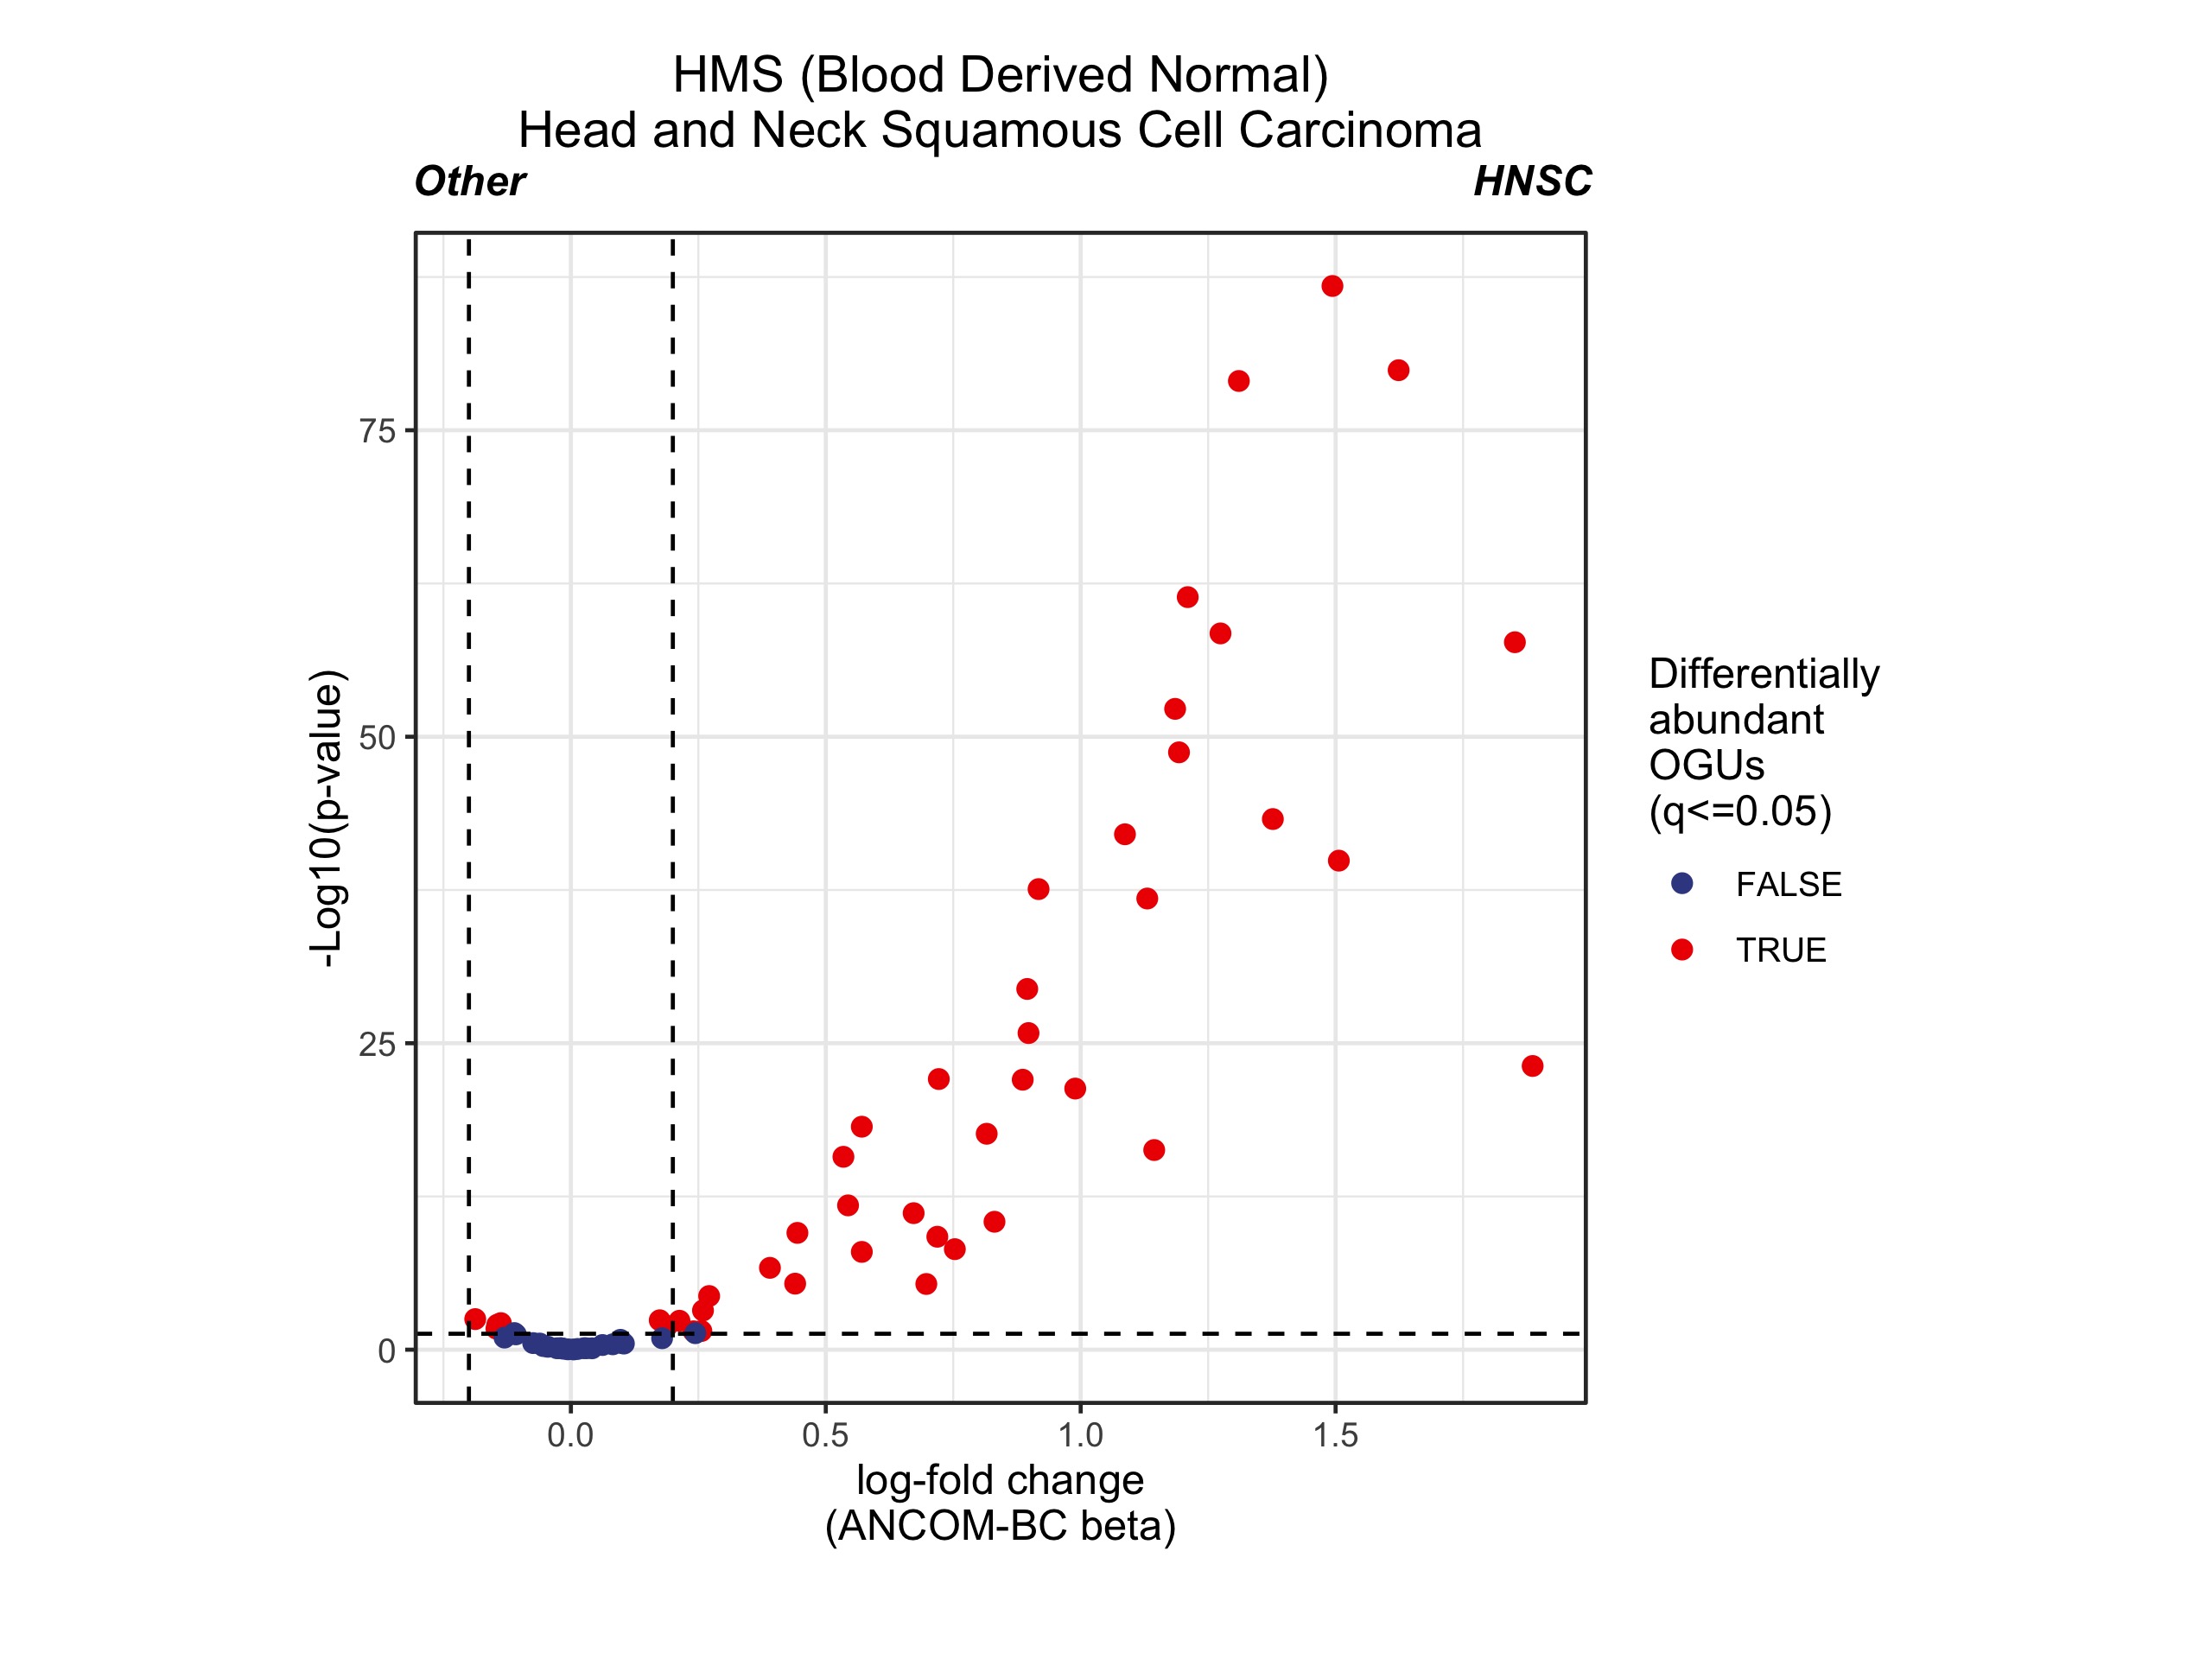 HMS (Blood Derived Normal)
Head and Neck Squamous Cell Carcinoma
Other
HNSC
75
50
25
0
-Log10(p-value)
0.0
0.5
1.0
1.5
log-fold change
(ANCOM-BC beta)
Differentially
abundant
OGUs
(q<=0.05)
FALSE
TRUE